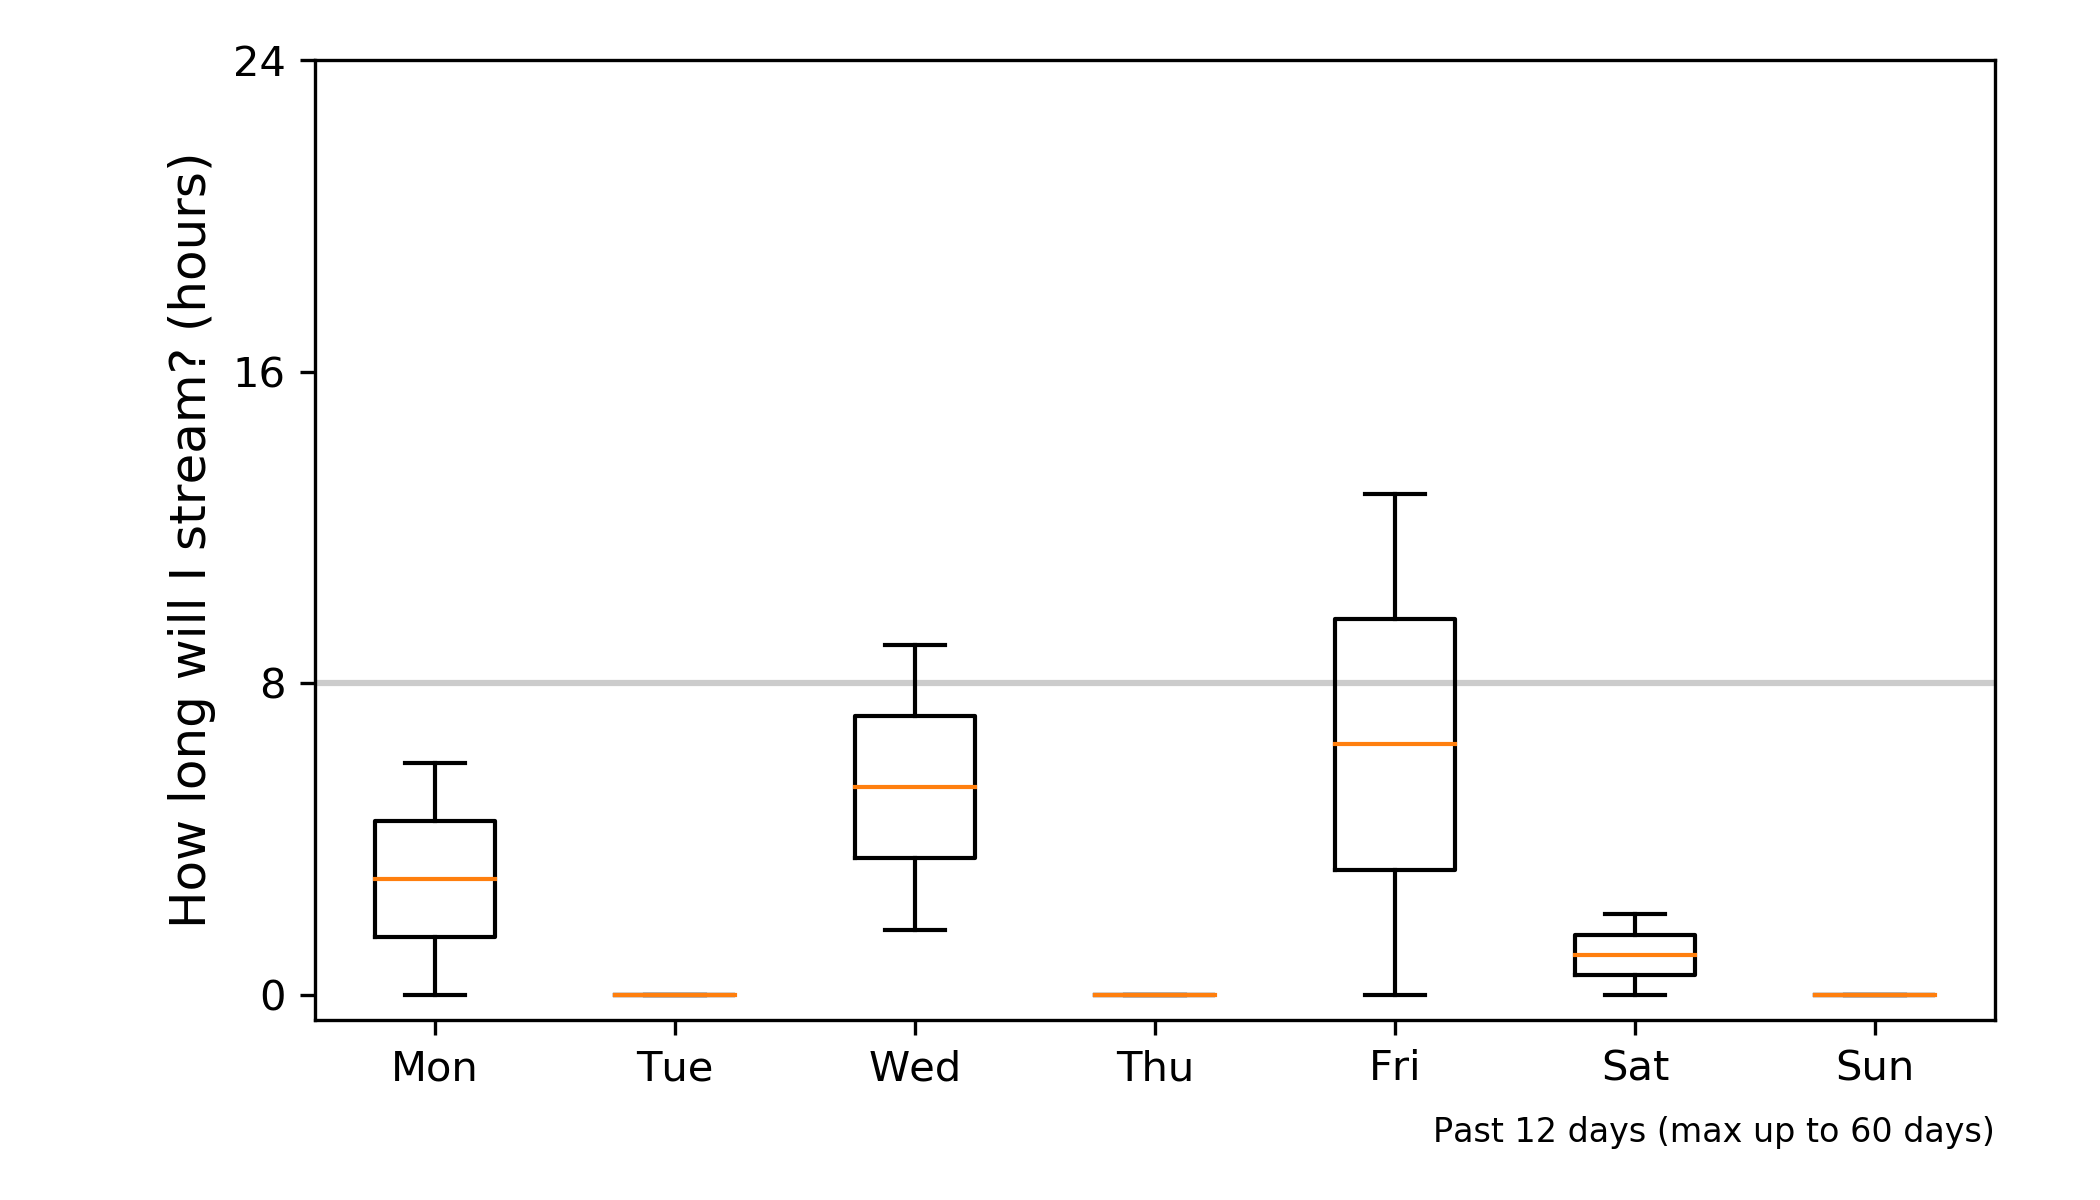 How long will I stream? (hours)
24
16
8
0
Mon Tue Wed Thu Fri Sat Sun
Past 12 days (max up to 60 days)